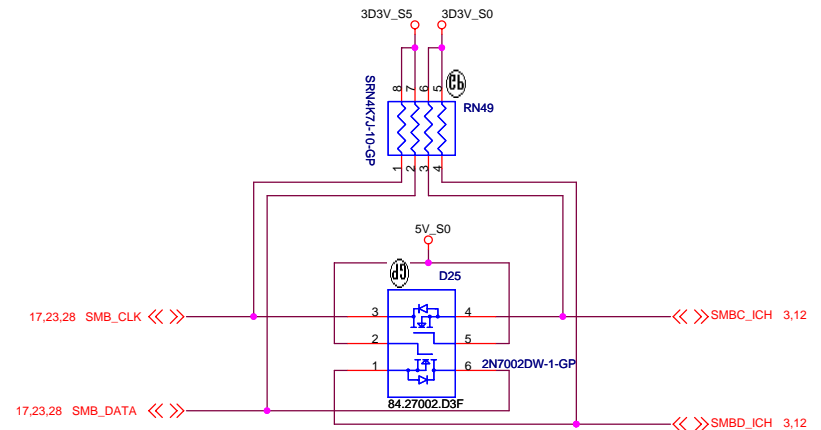 3D3V_S5 3D3V_S0
8 7 6 5
GP
SRN4K7J-10-GP
RN49
1 2 3 4
5V_S0
GP
D25
17,23,28 SMB_CLK
3 4
SMBC_ICH 3,12
2 5
1 6
2N7002DW-1-GP
84.27002.D3F
17,23,28 SMB_DATA
SMBD_ICH 3,12